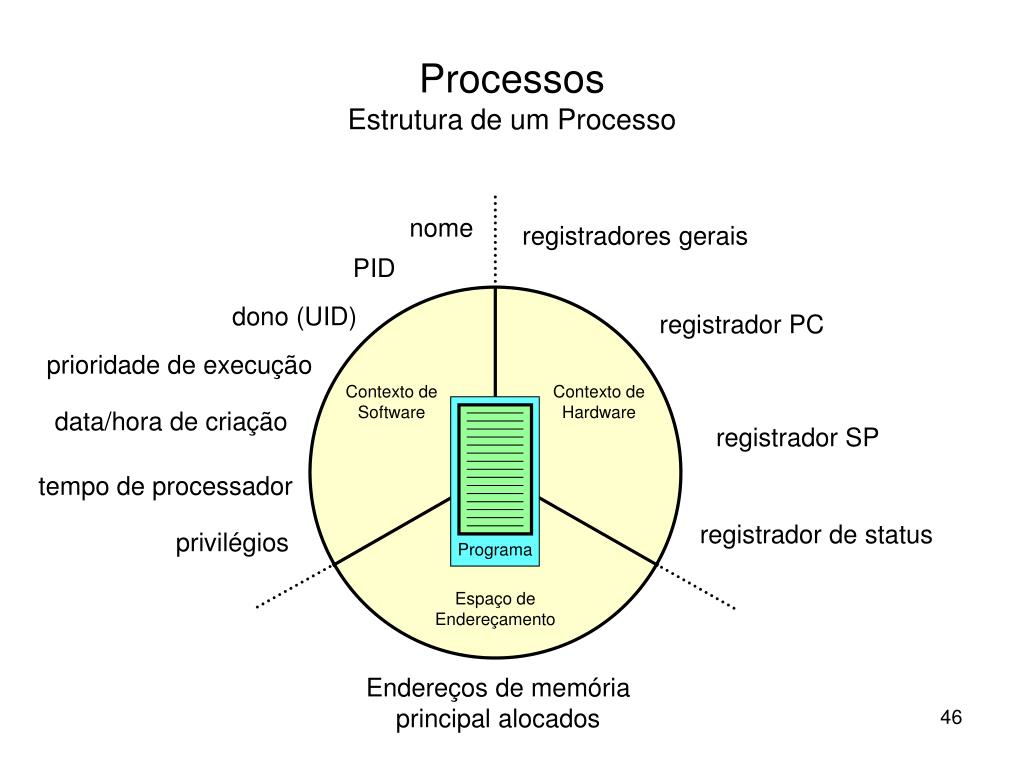 Processos
Estrutura de um Processo
nome
PID
dono (UID)
prioridade de execução
data/hora de criação
tempo de processador
privilégios
registradores gerais
registrador PC
registrador SP
registrador de status
Contexto de
Software
Contexto de
Hardware
Programa
Espaço de
Endereçamento
Endereços de memória
principal alocados
46